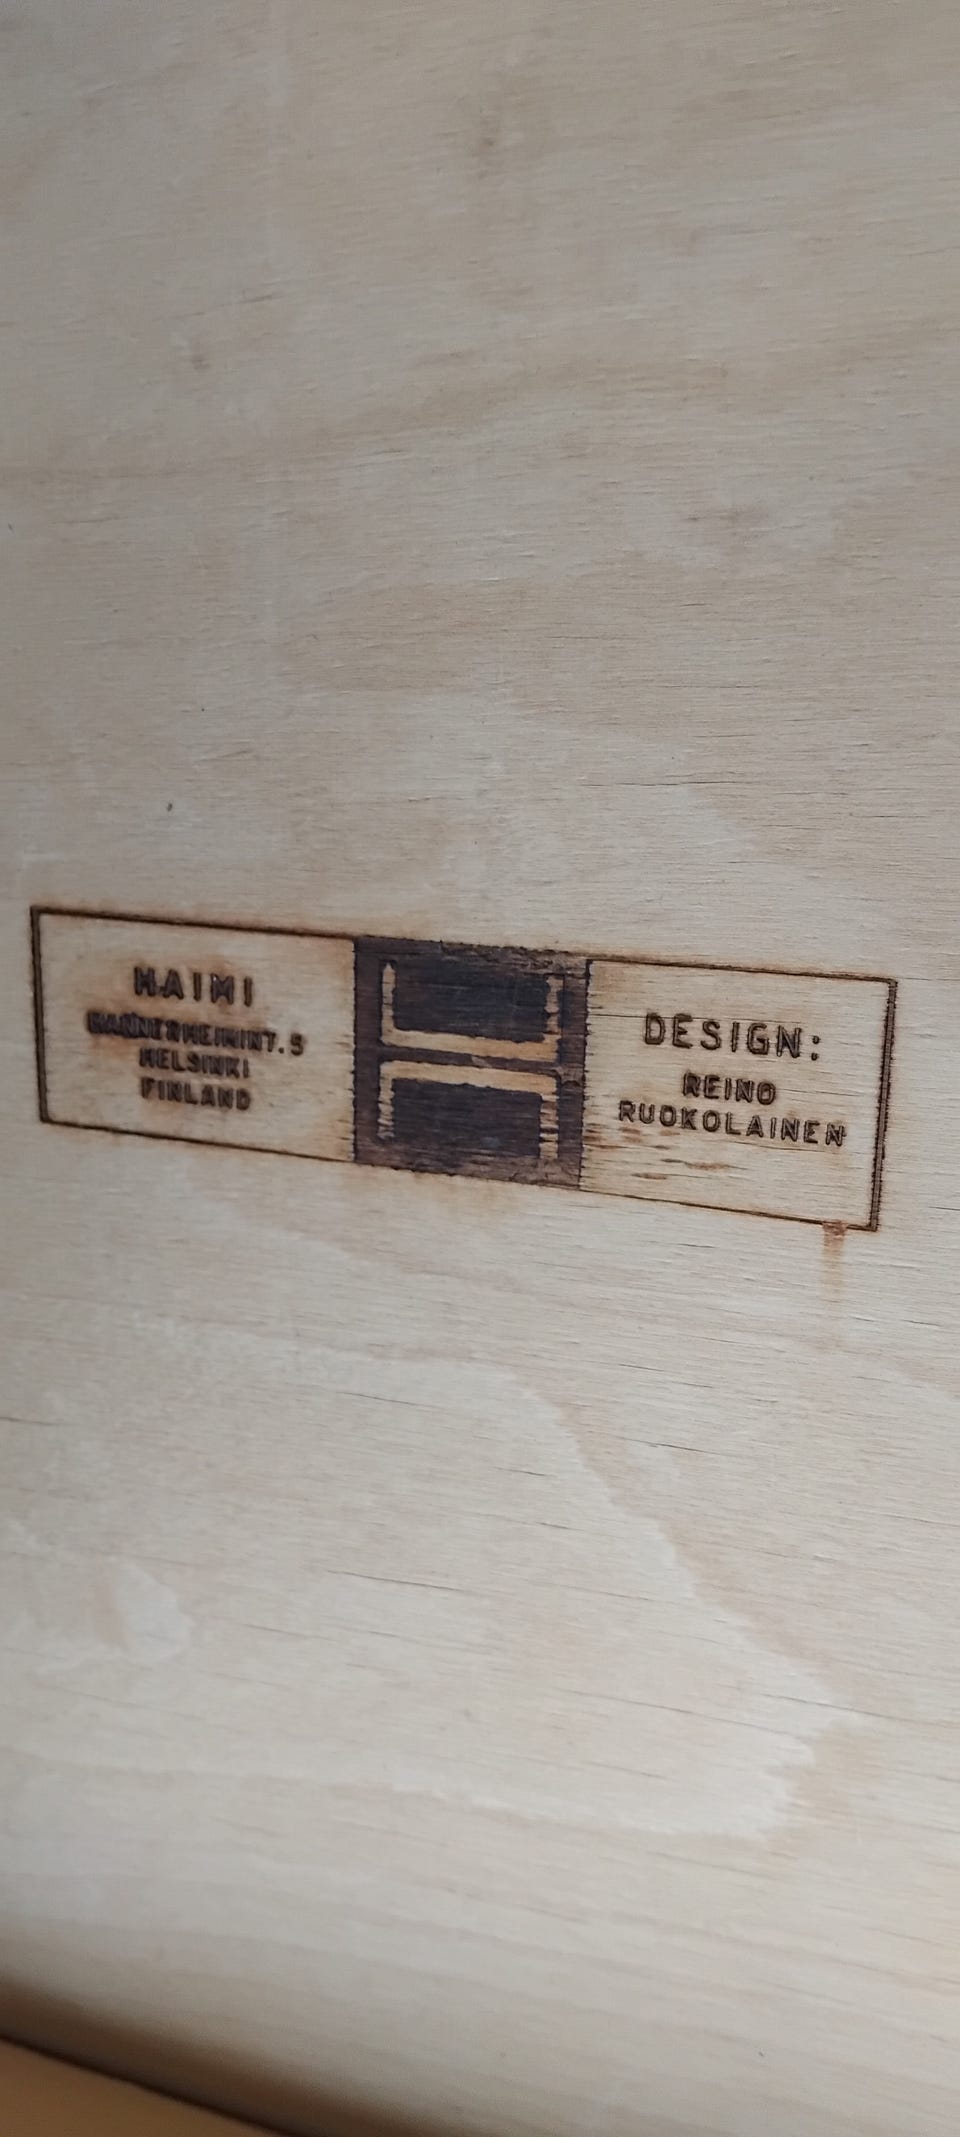 HAIMI
MANNERHEIMINT. 5
HELSINKI
FINLAND
DESIGN:
REINO
RUOKOLAINEN